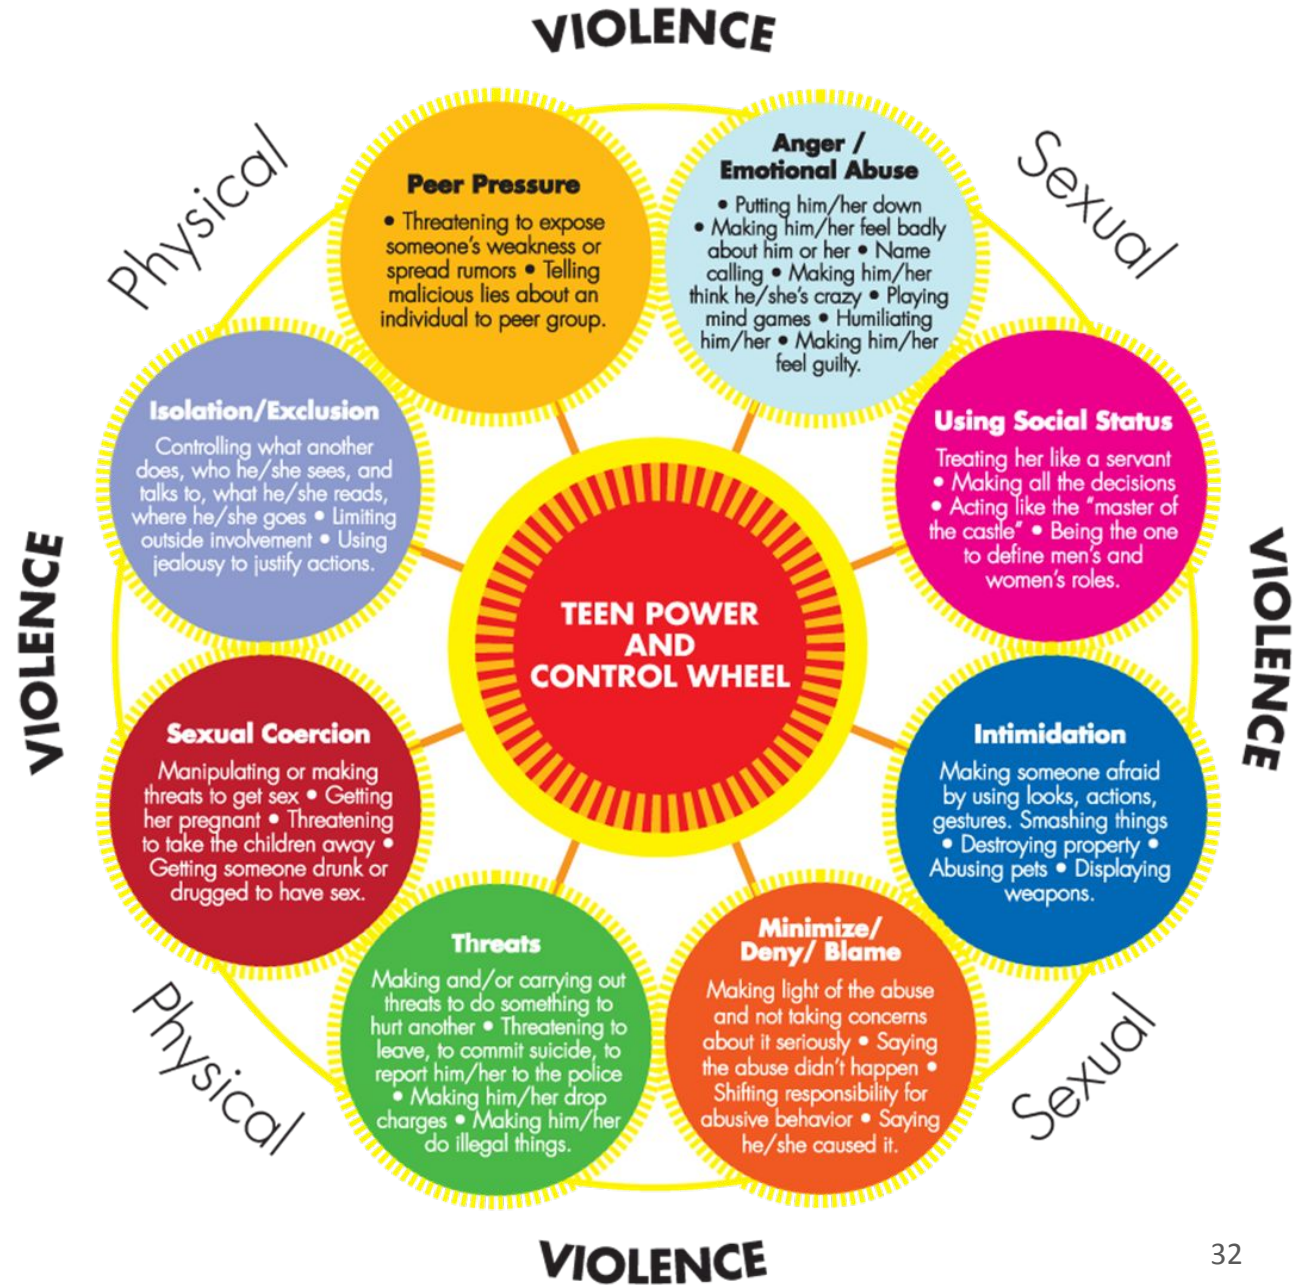 VIOLENCE
Physical
Sexual
Peer Pressure
• Threatening to expose
someone's weakness or
spread rumors • Telling
malicious lies about an
individual to peer group.
Anger /
Emotional Abuse
• Putting him/her down
• Making him/her feel badly
about him or her • Name
calling • Making him/her
think he/she's crazy • Playing
mind games • Humiliating
him/her • Making him/her
feel guilty.
Isolation/Exclusion
Controlling what another
does, who he/she sees, and
talks to, what he/she reads,
where he/she goes • Limiting
outside involvement • Using
jealousy to justify actions.
Using Social Status
Treating her like a servant
• Making all the decisions
• Acting like the "master of
the castle" • Being the one
to define men's and
women's roles.
VIOLENCE
TEEN POWER
AND
CONTROL WHEEL
VIOLENCE
Sexual Coercion
Manipulating or making
threats to get sex • Getting
her pregnant • Threatening
to take the children away •
Getting someone drunk or
drugged to have sex.
Intimidation
Making someone afraid
by using looks, actions,
gestures. Smashing things
• Destroying property •
Abusing pets • Displaying
weapons.
Threats
Making and/or carrying out
threats to do something to
hurt another • Threatening to
leave, to commit suicide, to
report him/her to the police
• Making him/her drop
charges • Making him/her
do illegal things.
Minimize/
Deny/ Blame
Making light of the abuse
and not taking concerns
about it seriously • Saying
the abuse didn't happen •
Shifting responsibility for
abusive behavior • Saying
he/she caused it.
Physical
Sexual
VIOLENCE
32